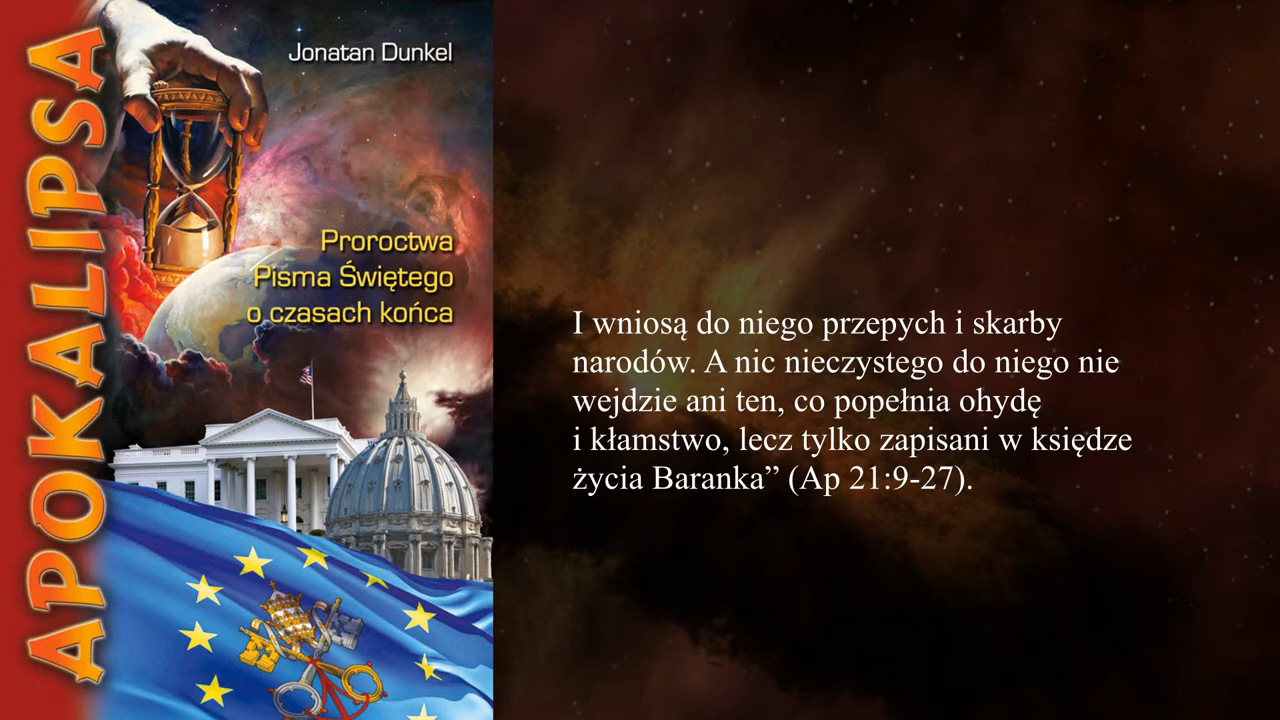 APOKALIPSA
Jonatan Dunkel
Proroctwa
Pisma Świętego
o czasach końca
I wniosą do niego przepych i skarby
narodów. A nic nieczystego do niego nie
wejdzie ani ten, co popełnia ohydę
i kłamstwo, lecz tylko zapisani w księdze
życia Baranka” (Ap 21:9-27).